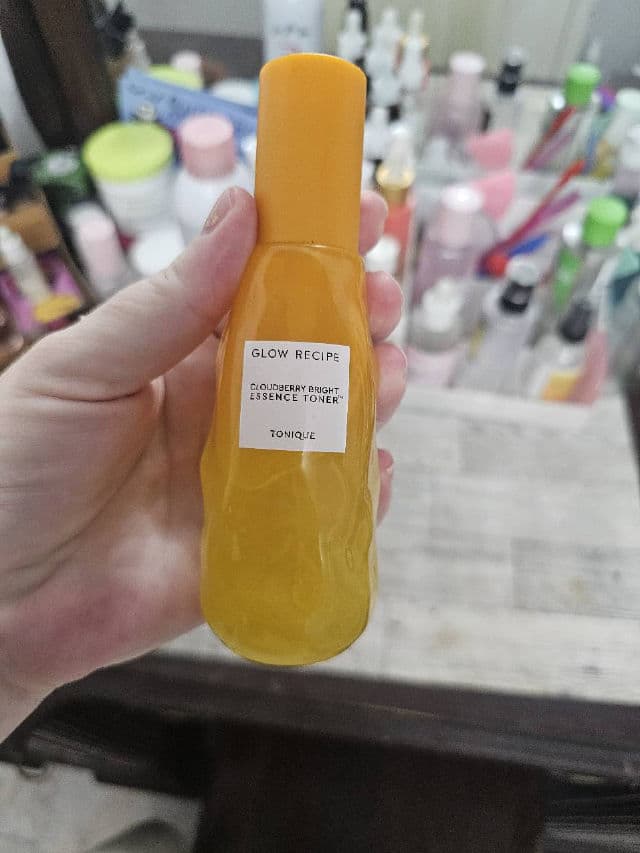 GLOW RECIPE
CLOUDBERRY BRIGHT
ESSENCE TONER™
TONIQUE